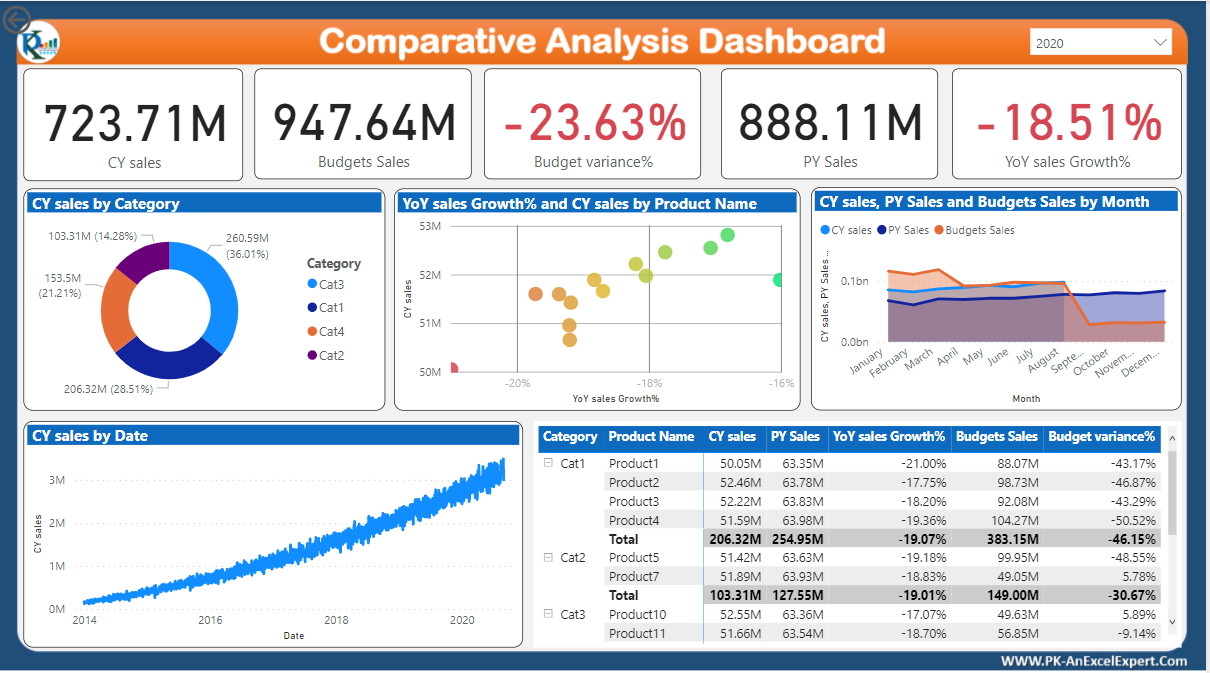 Comparative Analysis Dashboard
2020
723.71M
CY sales
947.64M
Budgets Sales
-23.63%
Budget variance%
888.11M
PY Sales
-18.51%
YoY sales Growth%
CY sales by Category
103.31M (14.28%)
260.59M
(36.01%)
153.5M
(21.21%)
206.32M (28.51%)
Category
Cat3
Cat1
Cat4
Cat2
YoY sales Growth% and CY sales by Product Name
53M
52M
51M
50M
CY sales
-20%
-18%
-16%
YoY sales Growth%
CY sales, PY Sales and Budgets Sales by Month
CY sales PY Sales Budgets Sales
CY sales, PY Sales ...
0.1bn
0.0bn
January
February
March
April
May
June
July
August
Septe...
October
Novem...
Decem...
Month
CY sales by Date
3M
2M
1M
0M
CY sales
2014 2016 2018 2020
Date
Category Product Name CY sales PY Sales YoY sales Growth% Budgets Sales Budget variance%
Cat1 Product1 50.05M 63.35M -21.00% 88.07M -43.17%
Product2 52.46M 63.78M -17.75% 98.73M -46.87%
Product3 52.22M 63.83M -18.20% 92.08M -43.29%
Product4 51.59M 63.98M -19.36% 104.27M -50.52%
Total 206.32M 254.95M -19.07% 383.15M -46.15%
Cat2 Product5 51.42M 63.63M -19.18% 99.95M -48.55%
Product7 51.89M 63.93M -18.83% 49.05M 5.78%
Total 103.31M 127.55M -19.01% 149.00M -30.67%
Cat3 Product10 52.55M 63.36M -17.07% 49.63M 5.89%
Product11 51.66M 63.54M -18.70% 56.85M -9.14%
WWW.PK-AnExcelExpert.Com